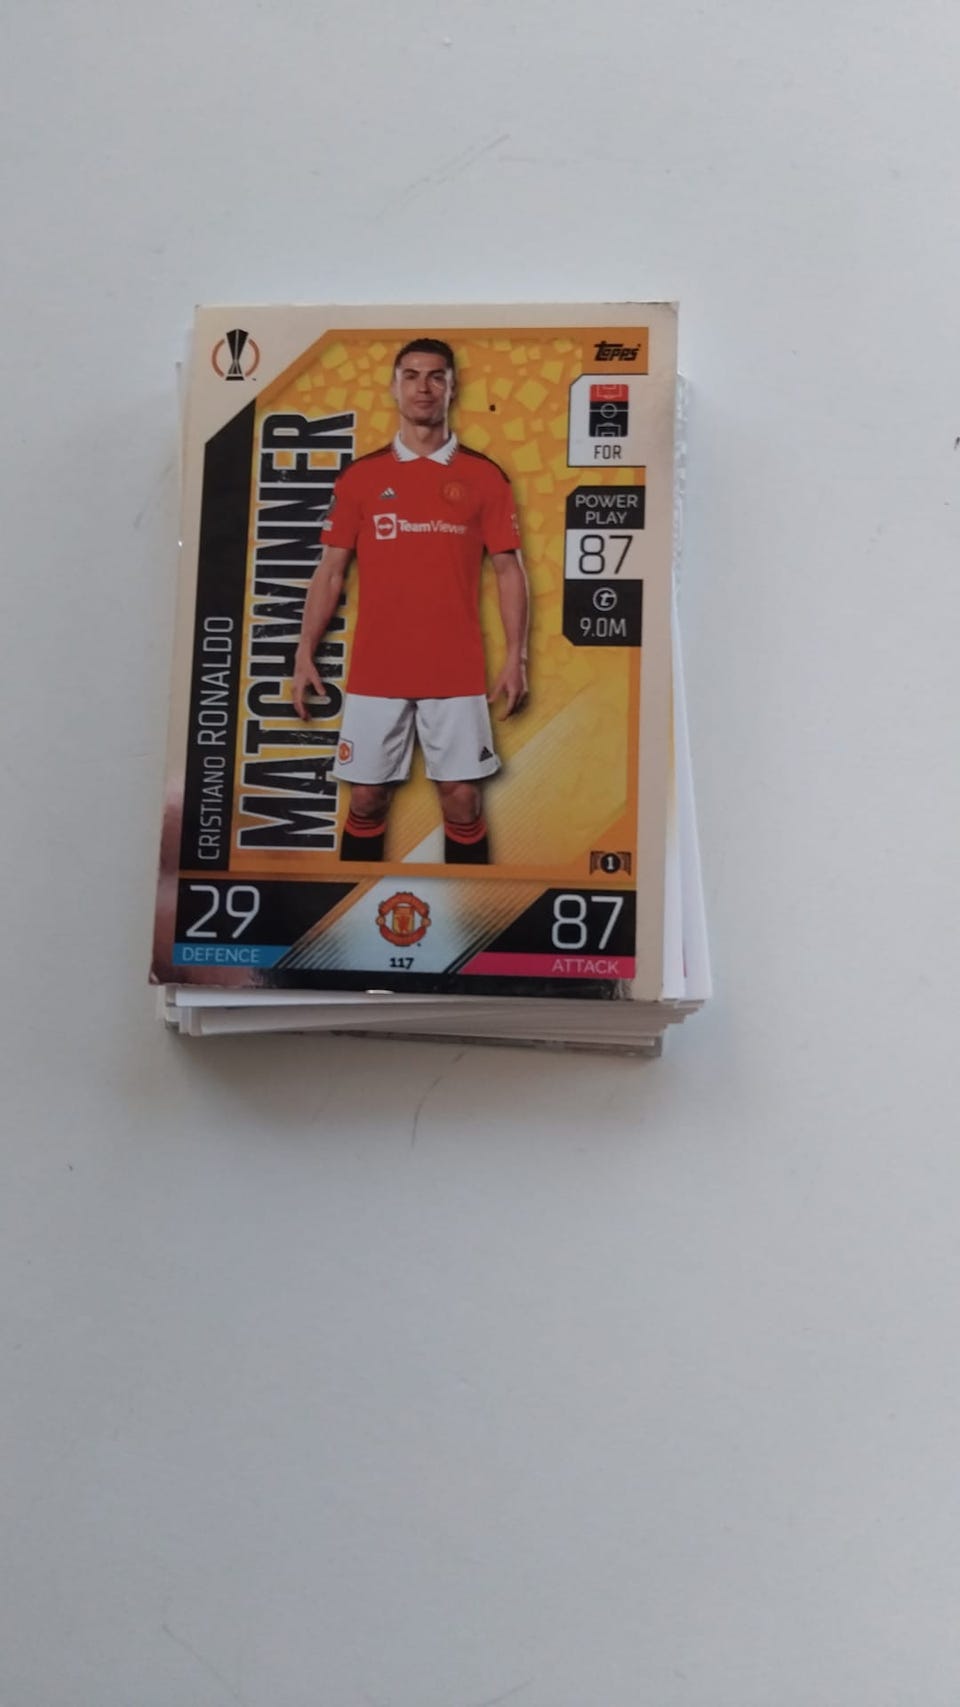 TOPPS
FOR
POWER
PLAY
87
9.0M
CRISTIANO RONALDO
MATCHWINNER
TeamViewer
1
29
DEFENCE
117
87
ATTACK